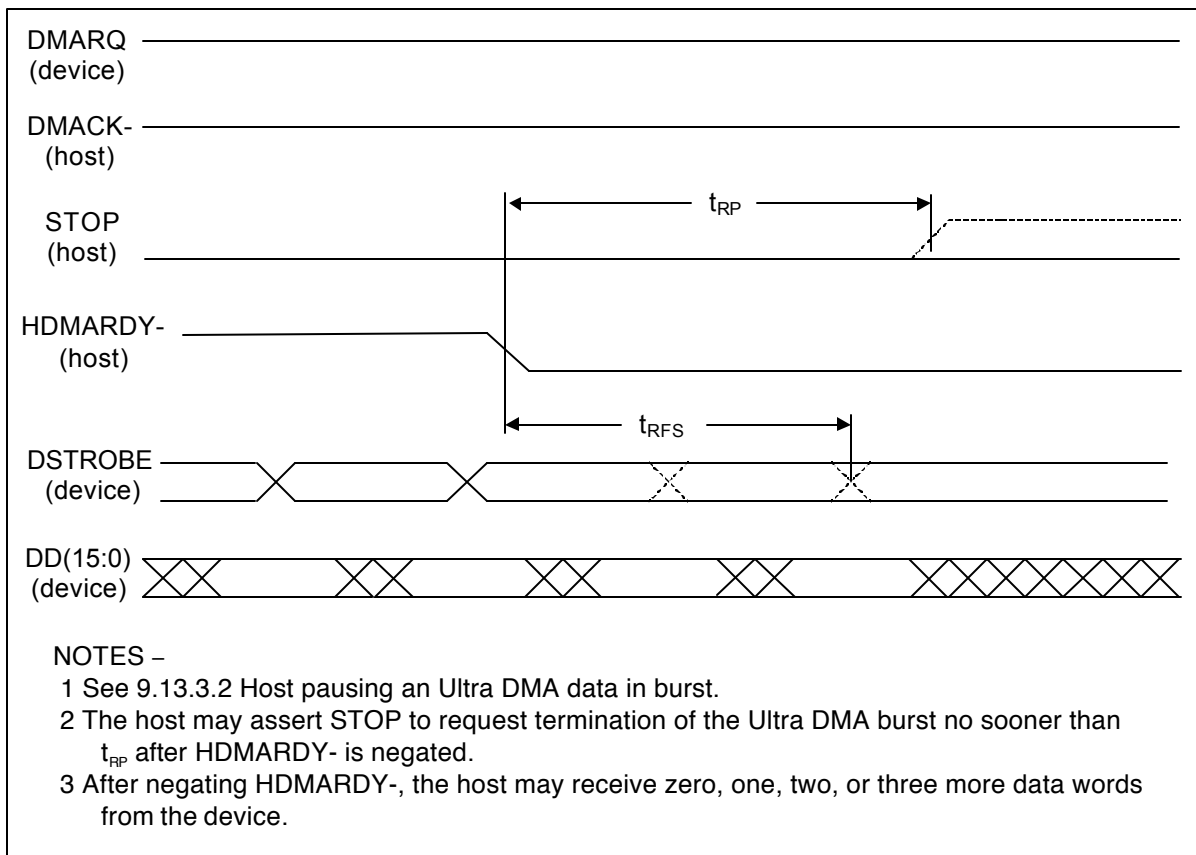 DMARQ
(device)
DMACK-
(host)
t_RP
STOP
(host)
HDMARDY-
(host)
t_RFS
DSTROBE
(device)
DD(15:0)
(device)
NOTES –
1 See 9.13.3.2 Host pausing an Ultra DMA data in burst.
2 The host may assert STOP to request termination of the Ultra DMA burst no sooner than
t_RP after HDMARDY- is negated.
3 After negating HDMARDY-, the host may receive zero, one, two, or three more data words
from the device.